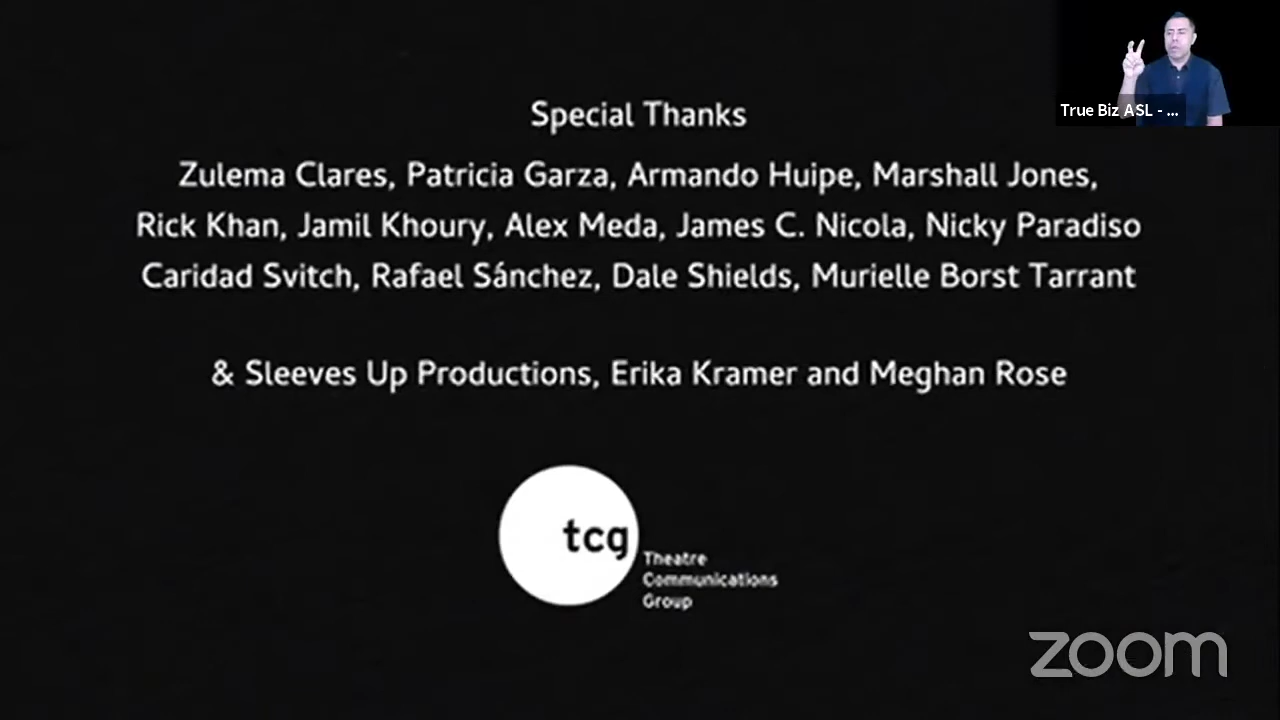 True Biz ASL - ...
Special Thanks
Zulema Clares, Patricia Garza, Armando Huipe, Marshall Jones,
Rick Khan, Jamil Khoury, Alex Meda, James C. Nicola, Nicky Paradiso
Caridad Svitch, Rafael Sánchez, Dale Shields, Murielle Borst Tarrant
& Sleeves Up Productions, Erika Kramer and Meghan Rose
tcg
Theatre
Communications
Group
zoom